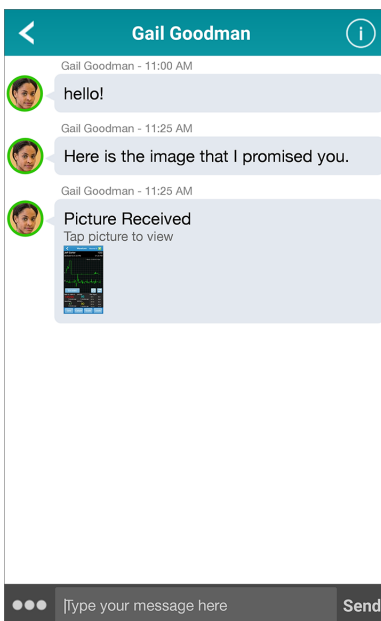 Gail Goodman
i
Gail Goodman - 11:00 AM
hello!
Gail Goodman - 11:25 AM
Here is the image that I promised you.
Gail Goodman - 11:25 AM
Picture Received
Tap picture to view
Type your message here
Send